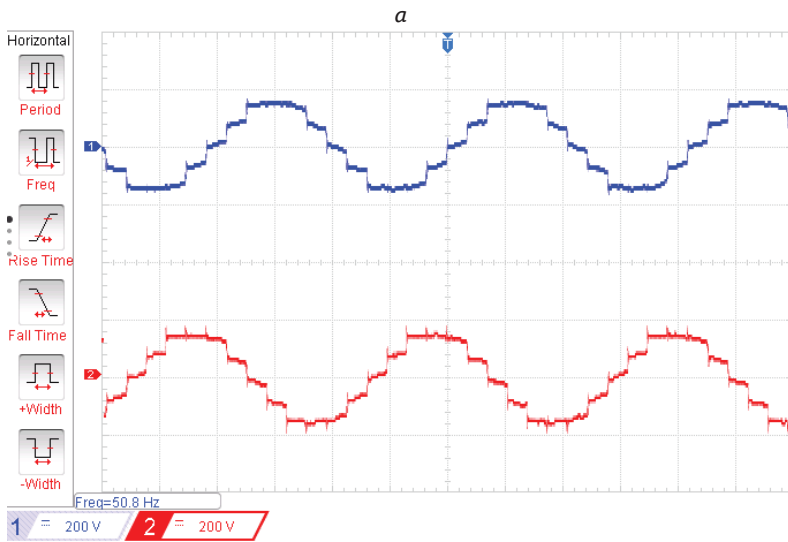 a
Horizontal
T
Period
Freq
Rise Time
Fall Time
+Width
-Width
1
2
Freq=50.8 Hz
1 200 V 2 200 V